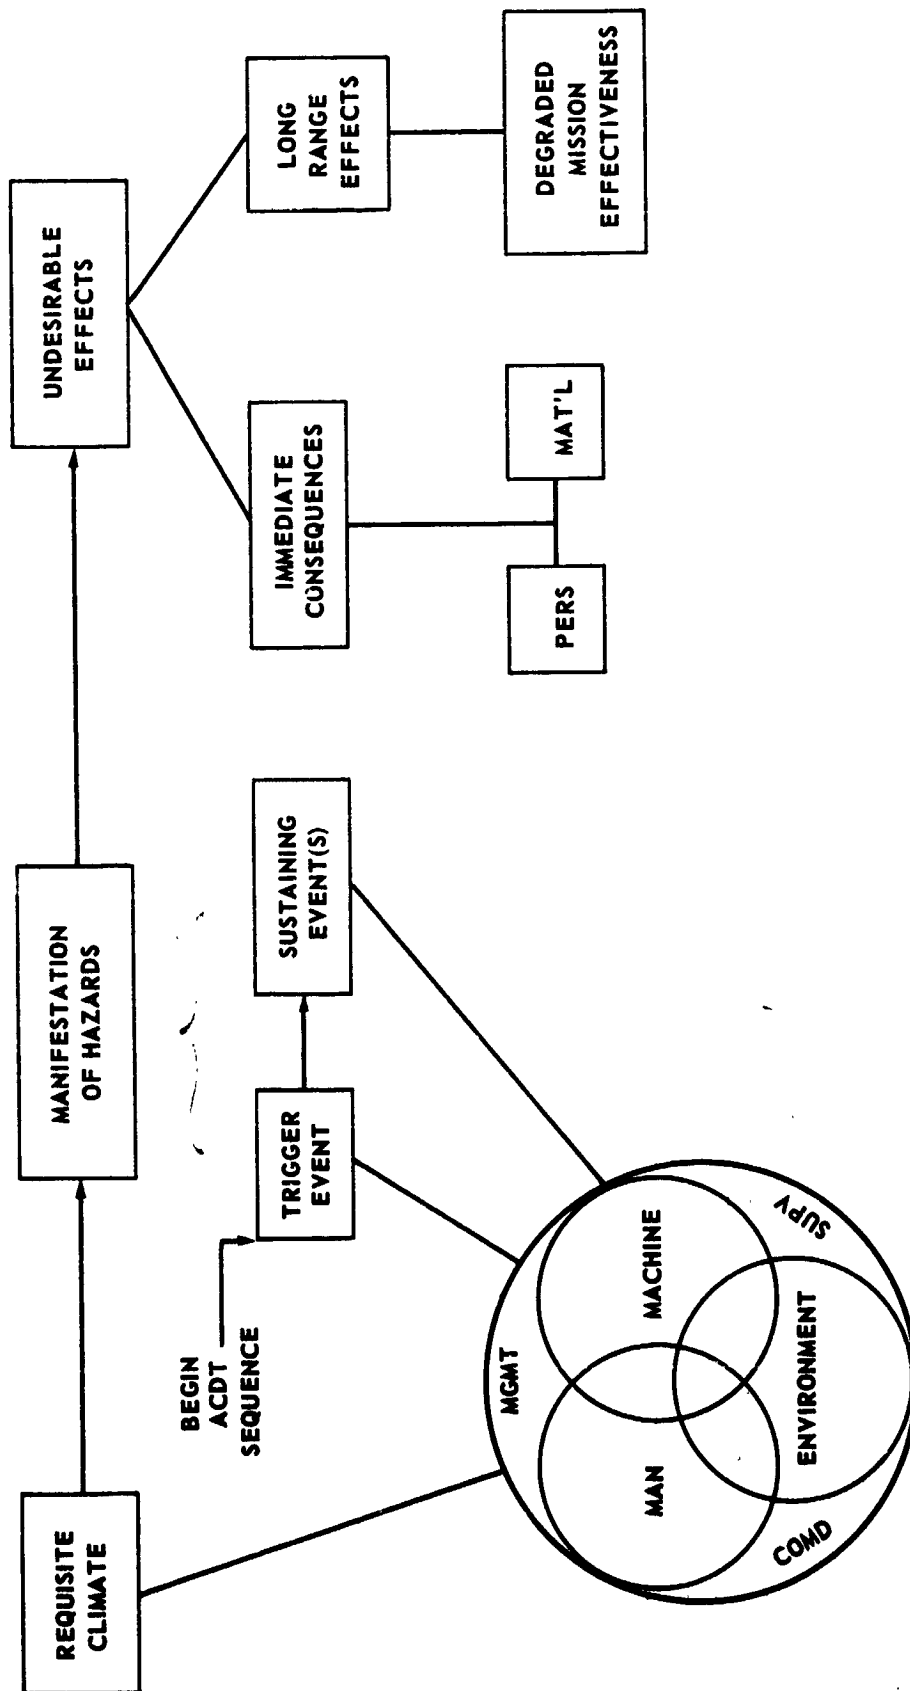 REQUISITE
CLIMATE
MANIFESTATION
OF HAZARDS
UNDESIRABLE
EFFECTS
BEGIN
ACDT
SEQUENCE
TRIGGER
EVENT
SUSTAINING
EVENT(S)
IMMEDIATE
CONSEQUENCES
LONG
RANGE
EFFECTS
PERS
MAT'L
DEGRADED
MISSION
EFFECTIVENESS
MGMT
MAN
MACHINE
ENVIRONMENT
COMD
SUPV